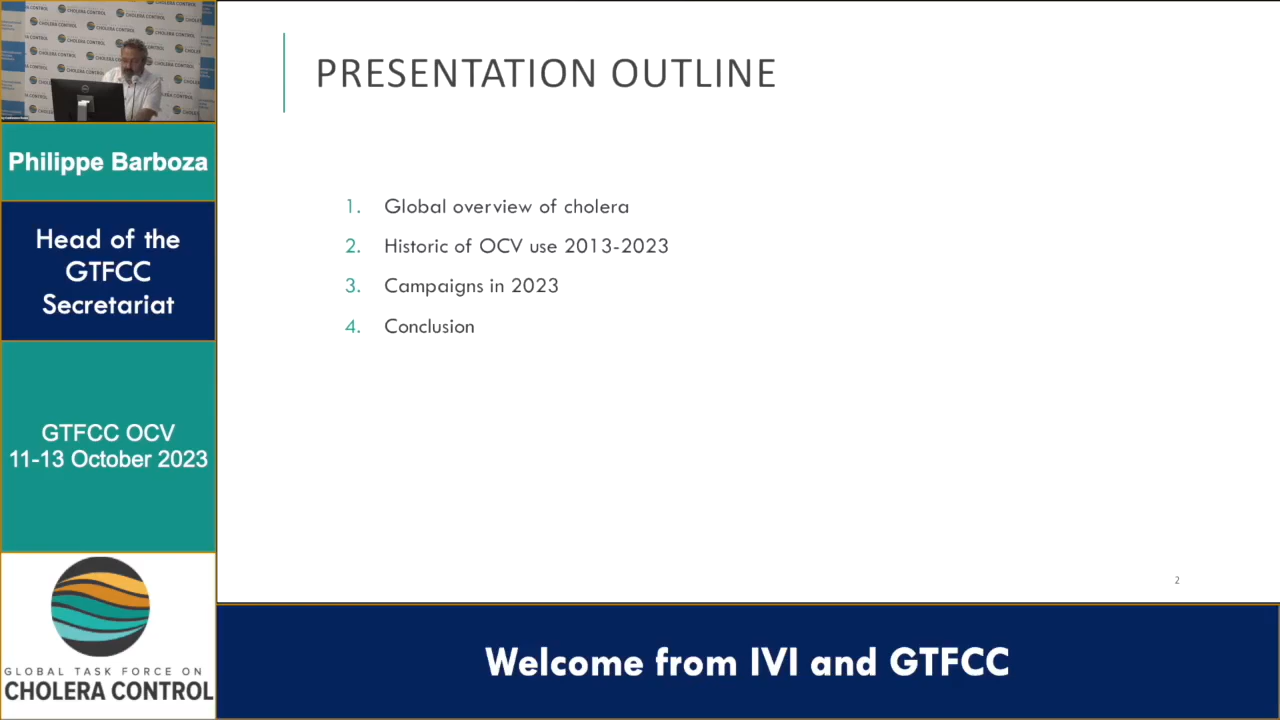 CHOLERA CONTROL
Philippe Barboza
Head of the
GTFCC
Secretariat
GTFCC OCV
11-13 October 2023
GLOBAL TASK FORCE ON
CHOLERA CONTROL
PRESENTATION OUTLINE
1. Global overview of cholera
2. Historic of OCV use 2013-2023
3. Campaigns in 2023
4. Conclusion
2
Welcome from IVI and GTFCC